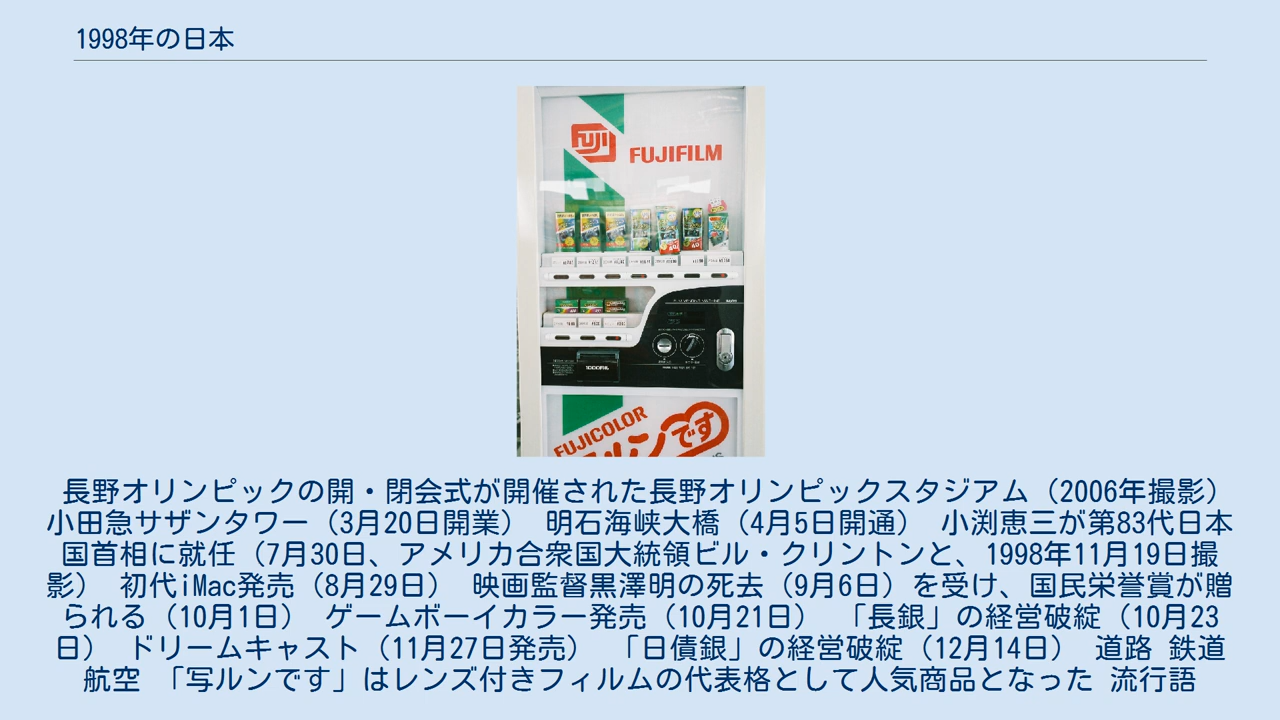 1998年の日本
FUJI
FUJIFILM
1000円札
FUJICOLOR
ルンです
長野オリンピックの開・閉会式が開催された長野オリンピックスタジアム（2006年撮影）
小田急サザンタワー（3月20日開業） 明石海峡大橋（4月5日開通） 小渕恵三が第83代日本
国首相に就任（7月30日、アメリカ合衆国大統領ビル・クリントンと、1998年11月19日撮
影） 初代iMac発売（8月29日） 映画監督黒澤明の死去（9月6日）を受け、国民栄誉賞が贈
られる（10月1日） ゲームボーイカラー発売（10月21日） 「長銀」の経営破綻（10月23
日） ドリームキャスト（11月27日発売） 「日債銀」の経営破綻（12月14日） 道路 鉄道
航空 「写ルンです」はレンズ付きフィルムの代表格として人気商品となった 流行語